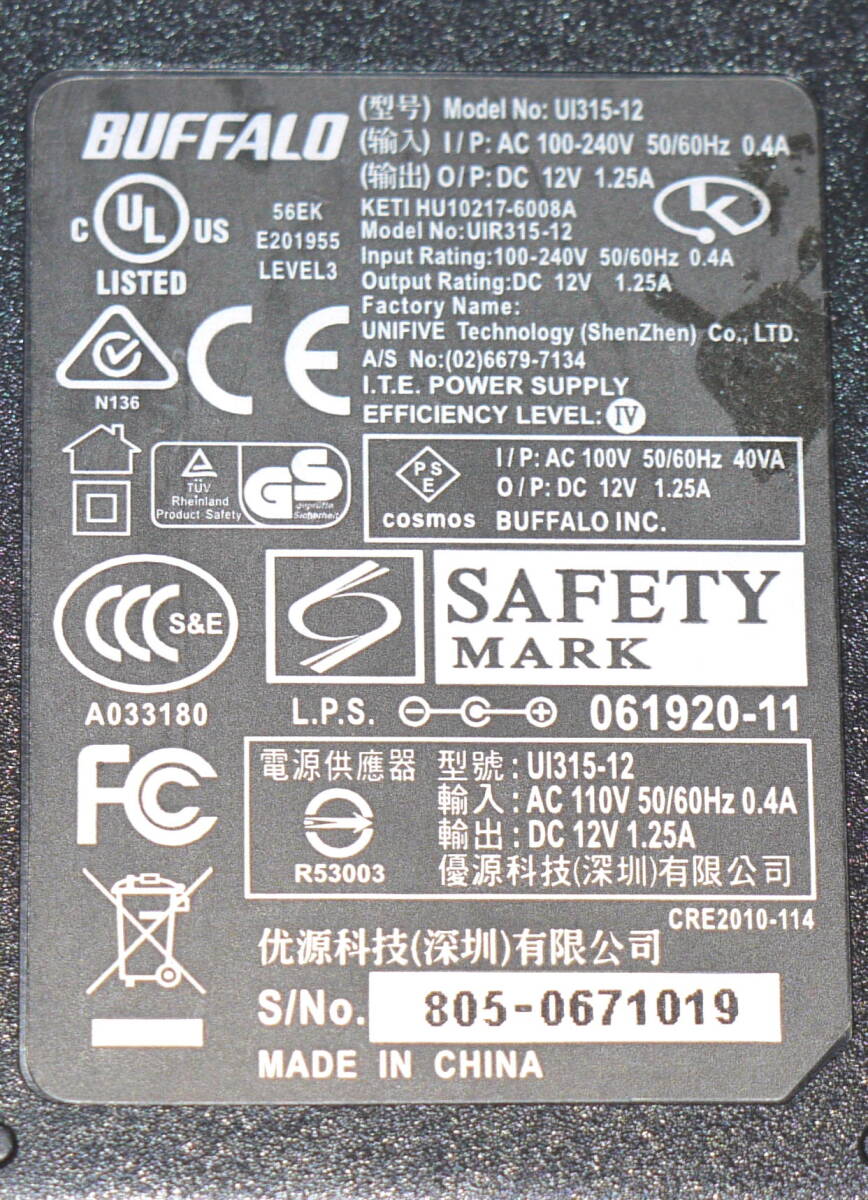 BUFFALO
(型号) Model No: UI315-12
(输入) I/P: AC 100-240V 50/60Hz 0.4A
(输出) O/P: DC 12V 1.25A
KETI HU10217-6008A
Model No:UIR315-12
Input Rating:100-240V 50/60Hz 0.4A
Output Rating:DC 12V 1.25A
Factory Name:
UNIFIVE Technology (ShenZhen) Co., LTD.
A/S No:(02)6679-7134
I.T.E. POWER SUPPLY
EFFICIENCY LEVEL: IV
C UL US
LISTED
56EK
E201955
LEVEL3
K
N136
CE
TÜV
Rheinland
Product Safety
GS
geprüfte
Sicherheit
PSE
cosmos
I/P: AC 100V 50/60Hz 40VA
O/P: DC 12V 1.25A
BUFFALO INC.
CCC S&E
A033180
SAFETY
MARK
L.P.S.
061920-11
FC
電源供應器
R53003
型號: UI315-12
輸入: AC 110V 50/60Hz 0.4A
輸出: DC 12V 1.25A
優源科技(深圳)有限公司
CRE2010-114
优源科技(深圳)有限公司
S/No. 805-0671019
MADE IN CHINA